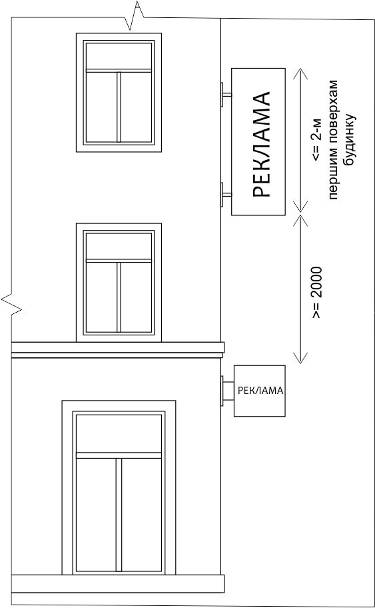 РЕКЛАМА
<= 2-м
першим поверхам
будинку
>= 2000
РЕКЛАМА